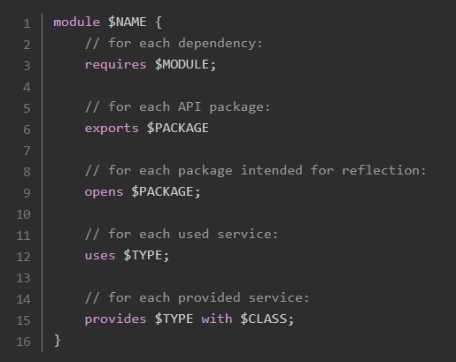 1 module $NAME {
2 // for each dependency:
3 requires $MODULE;
4
5 // for each API package:
6 exports $PACKAGE
7
8 // for each package intended for reflection:
9 opens $PACKAGE;
10
11 // for each used service:
12 uses $TYPE;
13
14 // for each provided service:
15 provides $TYPE with $CLASS;
16 }